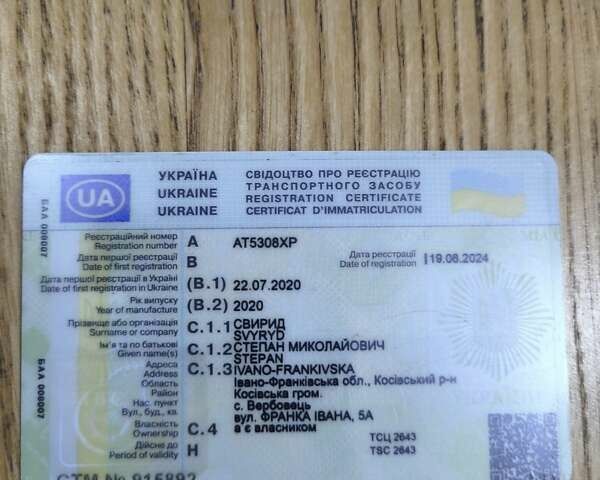 УКРАЇНА СВІДОЦТВО ПРО РЕЄСТРАЦІЮ
UA UKRAINE ТРАНСПОРТНОГО ЗАСОБУ
REGISTRATION CERTIFICATE
UKRAINE CERTIFICAT D'IMMATRICULATION
Реєстраційний номер
Registration number A AT5308XP
Дата першої реєстрації
Date of first registration B
Дата реєстрації
Date of registration I 19.06.2024
Дата першої реєстрації в Україні
Date of first registration in Ukraine (B.1) 22.07.2020
Рік випуску
Year of manufacture (B.2) 2020
Прізвище або організація
Surname or company C.1.1 СВИРИД
SVYRYD
Ім'я та по батькові
Given name(s) C.1.2 СТЕПАН МИКОЛАЙОВИЧ
STEPAN
Адреса
Address C.1.3 IVANO-FRANKIVSKA
Область Івано-Франківська обл., Косівський р-н
Район Косівська гром.
Нас. пункт с. Вербовець
Вул., буд., кв. вул. ФРАНКА ІВАНА, 5А
Власність
Ownership C.4 а є власником
Дійсне до
Period of validity H
ТСЦ 2643
TSC 2643